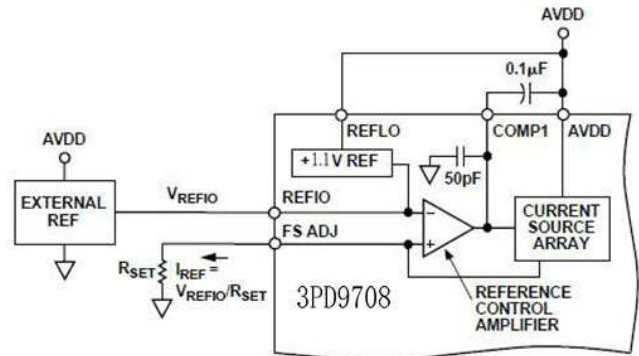 AVDD
0.1µF
REFLO
COMP1
AVDD
+1.1V REF
50pF
AVDD
EXTERNAL
REF
VREFIO
REFIO
FS ADJ
CURRENT
SOURCE
ARRAY
RSET
IREF =
VREFIO/RSET
3PD9708
REFERENCE
CONTROL
AMPLIFIER
−
+